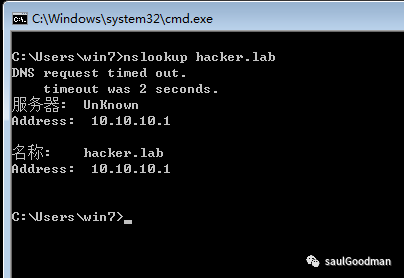 C:\Windows\system32\cmd.exe
C:\Users\win7>nslookup hacker.lab
DNS request timed out.
    timeout was 2 seconds.
服务器:  UnKnown
Address:  10.10.10.1
名称:    hacker.lab
Address:  10.10.10.1
C:\Users\win7>
saulGoodman